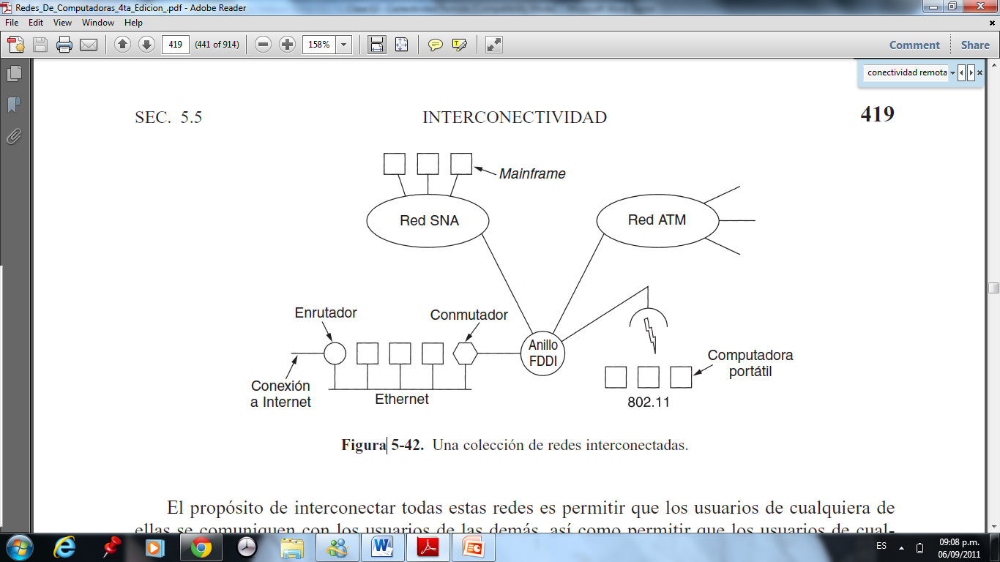 Redes_De_Computadoras_4ta_Edicion_.pdf - Adobe Reader
File Edit View Window Help
419 (441 of 914) 158% Comment Share
conectividad remota
SEC. 5.5 INTERCONECTIVIDAD 419
Mainframe
Red SNA
Red ATM
Enrutador
Conmutador
Anillo
FDDI
Computadora
portátil
Conexión
a Internet
Ethernet
802.11
Figura 5-42. Una colección de redes interconectadas.
El propósito de interconectar todas estas redes es permitir que los usuarios de cualquiera de
ellas se comuniquen con los usuarios de las demás, así como permitir que los usuarios de cual-
ES
09:08 p.m.
06/09/2011